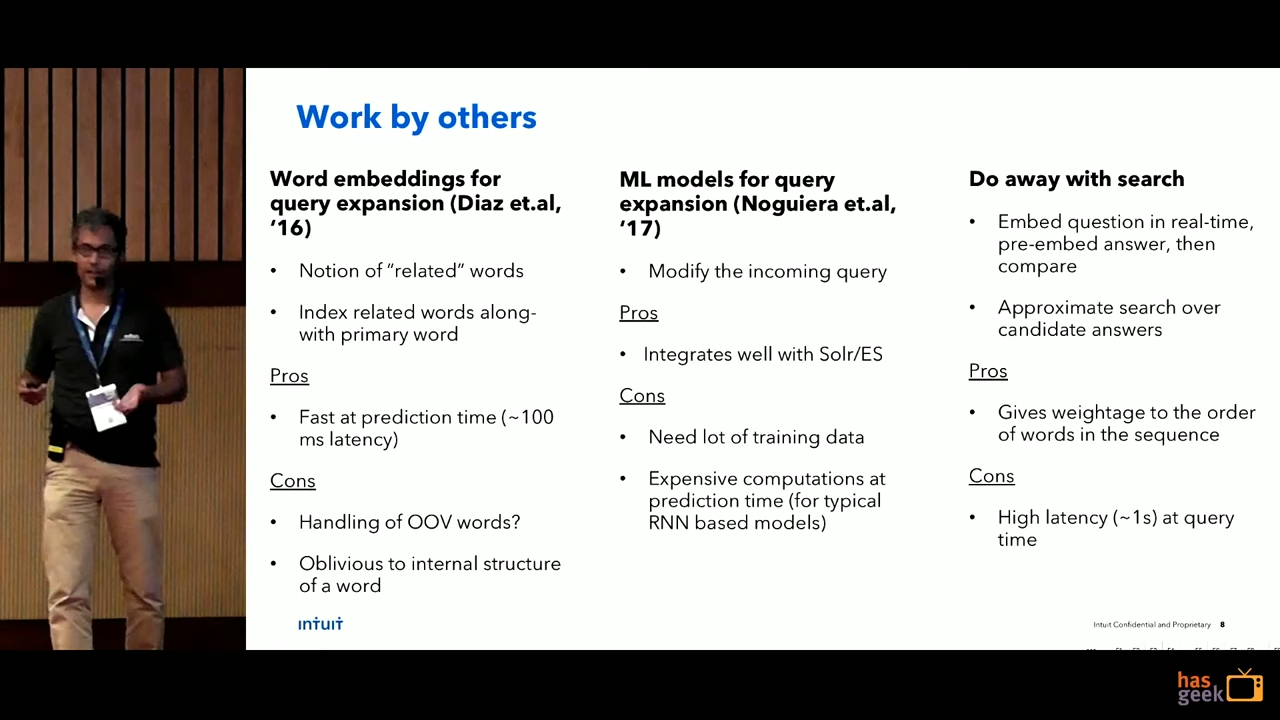 Work by others
Word embeddings for
query expansion (Diaz et.al,
‘16)
• Notion of “related” words
• Index related words along-
with primary word
Pros
• Fast at prediction time (~100
ms latency)
Cons
• Handling of OOV words?
• Oblivious to internal structure
of a word
ML models for query
expansion (Noguiera et.al,
‘17)
• Modify the incoming query
Pros
• Integrates well with Solr/ES
Cons
• Need lot of training data
• Expensive computations at
prediction time (for typical
RNN based models)
Do away with search
• Embed question in real-time,
pre-embed answer, then
compare
• Approximate search over
candidate answers
Pros
• Gives weightage to the order
of words in the sequence
Cons
• High latency (~1s) at query
time
intuit
Intuit Confidential and Proprietary 8
has
geek